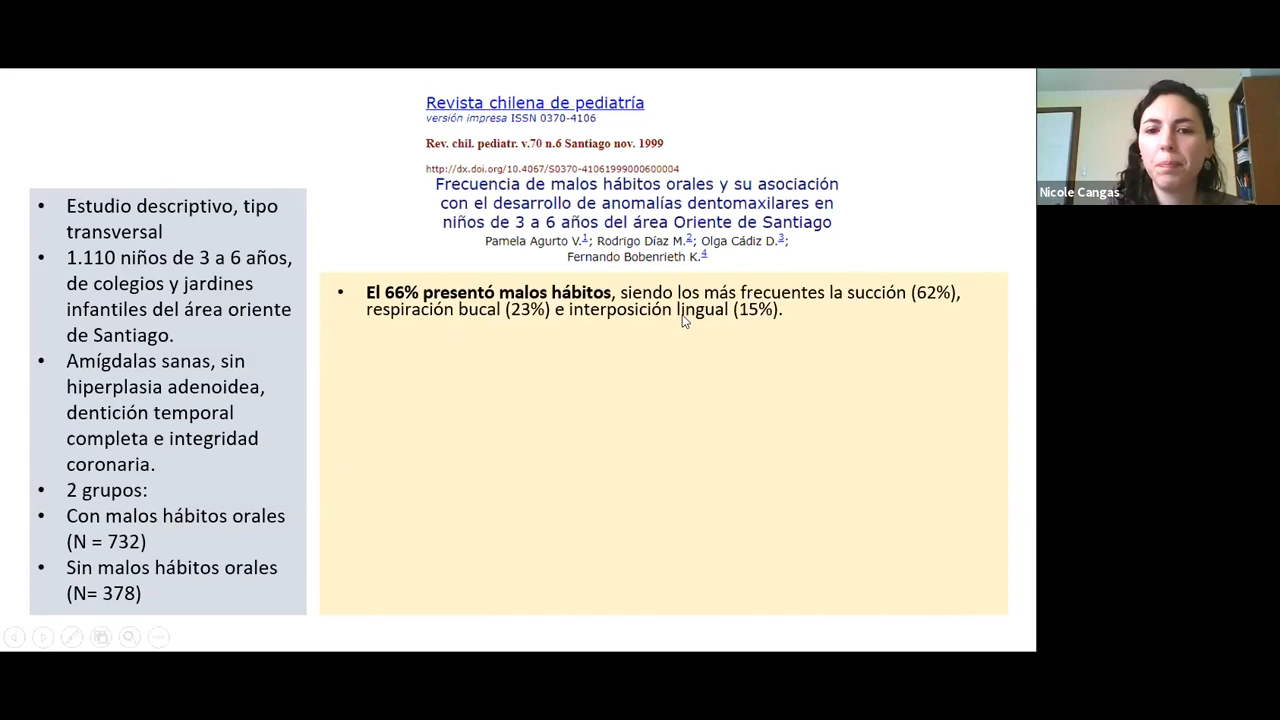 Revista chilena de pediatría
versión impresa ISSN 0370-4106
Rev. chil. pediatr. v.70 n.6 Santiago nov. 1999
http://dx.doi.org/10.4067/S0370-41061999000600004
Frecuencia de malos hábitos orales y su asociación
con el desarrollo de anomalías dentomaxilares en
niños de 3 a 6 años del área Oriente de Santiago
Pamela Agurto V.1; Rodrigo Díaz M.2; Olga Cádiz D.3;
Fernando Bobenrieth K.4
• Estudio descriptivo, tipo
transversal
• 1.110 niños de 3 a 6 años,
de colegios y jardines
infantiles del área oriente
de Santiago.
• Amígdalas sanas, sin
hiperplasia adenoidea,
dentición temporal
completa e integridad
coronaria.
• 2 grupos:
• Con malos hábitos orales
(N = 732)
• Sin malos hábitos orales
(N= 378)
• El 66% presentó malos hábitos, siendo los más frecuentes la succión (62%),
respiración bucal (23%) e interposición lingual (15%).
Nicole Cangas